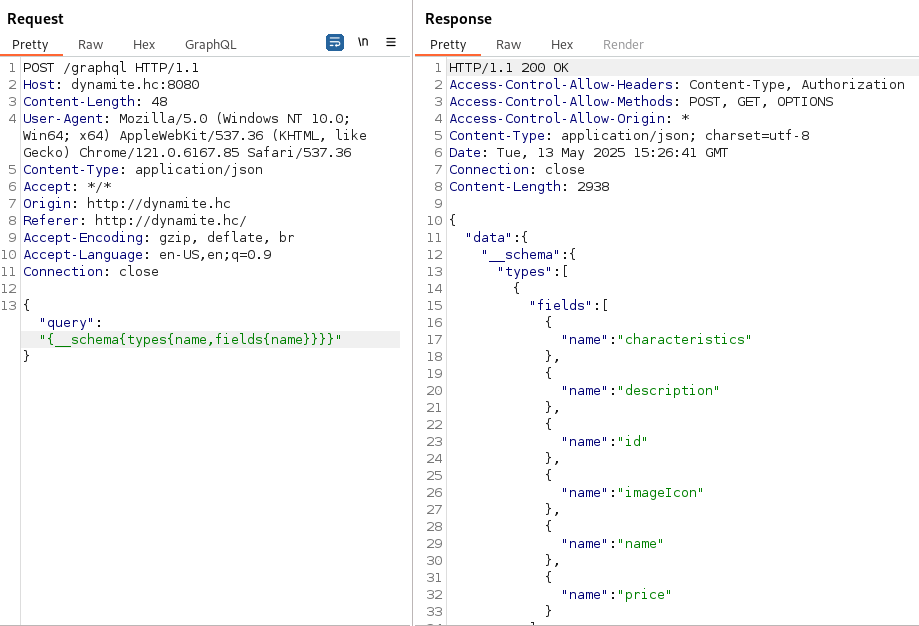 Request
Pretty Raw Hex GraphQL \n
1 POST /graphql HTTP/1.1
2 Host: dynamite.hc:8080
3 Content-Length: 48
4 User-Agent: Mozilla/5.0 (Windows NT 10.0;
Win64; x64) AppleWebKit/537.36 (KHTML, like
Gecko) Chrome/121.0.6167.85 Safari/537.36
5 Content-Type: application/json
6 Accept: */*
7 Origin: http://dynamite.hc
8 Referer: http://dynamite.hc/
9 Accept-Encoding: gzip, deflate, br
10 Accept-Language: en-US,en;q=0.9
11 Connection: close
12
13 {
"query":
"{__schema{types{name,fields{name}}}}"
}
Response
Pretty Raw Hex Render
1 HTTP/1.1 200 OK
2 Access-Control-Allow-Headers: Content-Type, Authorization
3 Access-Control-Allow-Methods: POST, GET, OPTIONS
4 Access-Control-Allow-Origin: *
5 Content-Type: application/json; charset=utf-8
6 Date: Tue, 13 May 2025 15:26:41 GMT
7 Connection: close
8 Content-Length: 2938
9
10 {
11 "data":{
12 "__schema":{
13 "types":[
14 {
15 "fields":[
16 {
17 "name":"characteristics"
18 },
19 {
20 "name":"description"
21 },
22 {
23 "name":"id"
24 },
25 {
26 "name":"imageIcon"
27 },
28 {
29 "name":"name"
30 },
31 {
32 "name":"price"
33 }